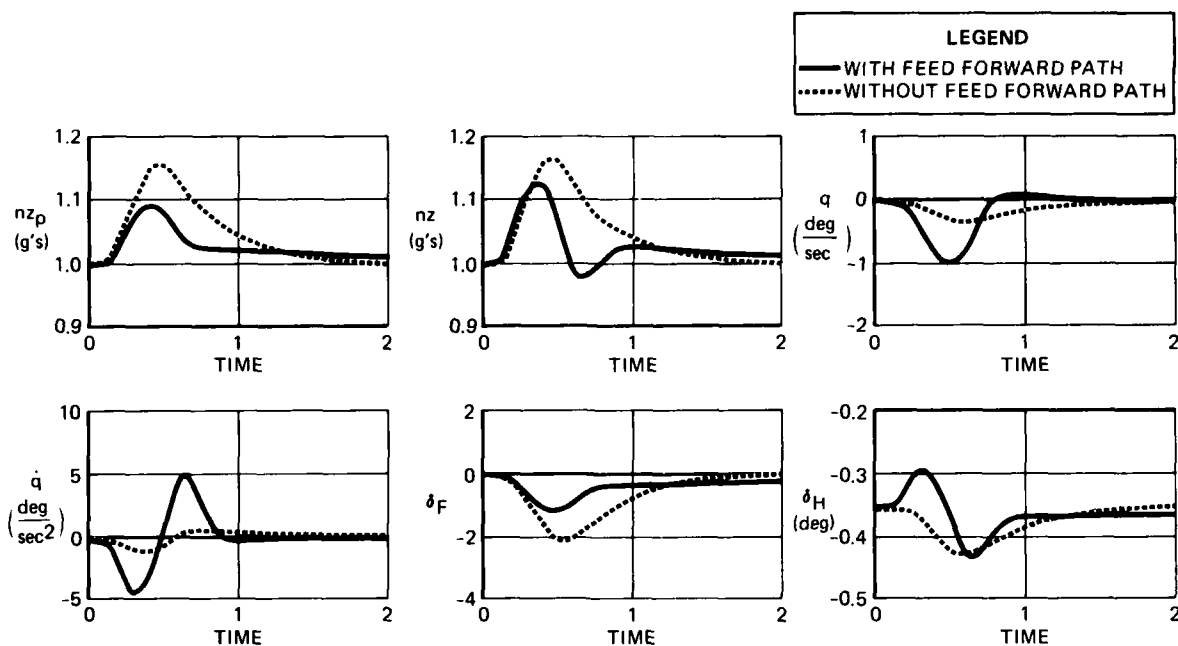 LEGEND
WITH FEED FORWARD PATH
WITHOUT FEED FORWARD PATH
1.2
1.1
nzp
(g's)
1.0
0.9
0
1
2
TIME
1.2
1.1
nz
(g's)
1.0
0.9
0
1
2
TIME
1
0
q
(deg
sec)
-1
-2
0
1
2
TIME
10
5
q̇
(deg
sec2)
0
-5
0
1
2
TIME
2
0
δF
-2
-4
0
1
2
TIME
-0.2
-0.3
δH
(deg)
-0.4
-0.5
0
1
2
TIME